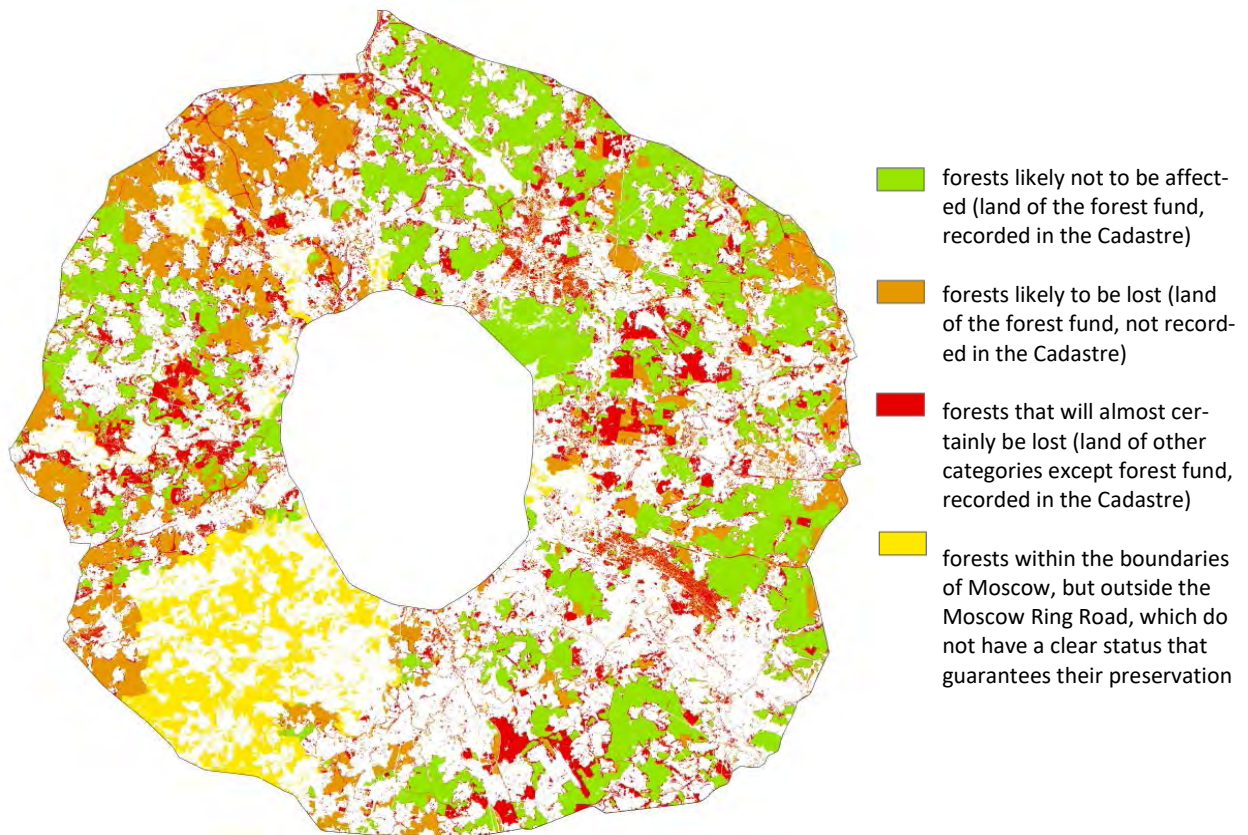 forests likely not to be affect-
ed (land of the forest fund,
recorded in the Cadastre)
forests likely to be lost (land
of the forest fund, not record-
ed in the Cadastre)
forests that will almost cer-
tainly be lost (land of other
categories except forest fund,
recorded in the Cadastre)
forests within the boundaries
of Moscow, but outside the
Moscow Ring Road, which do
not have a clear status that
guarantees their preservation